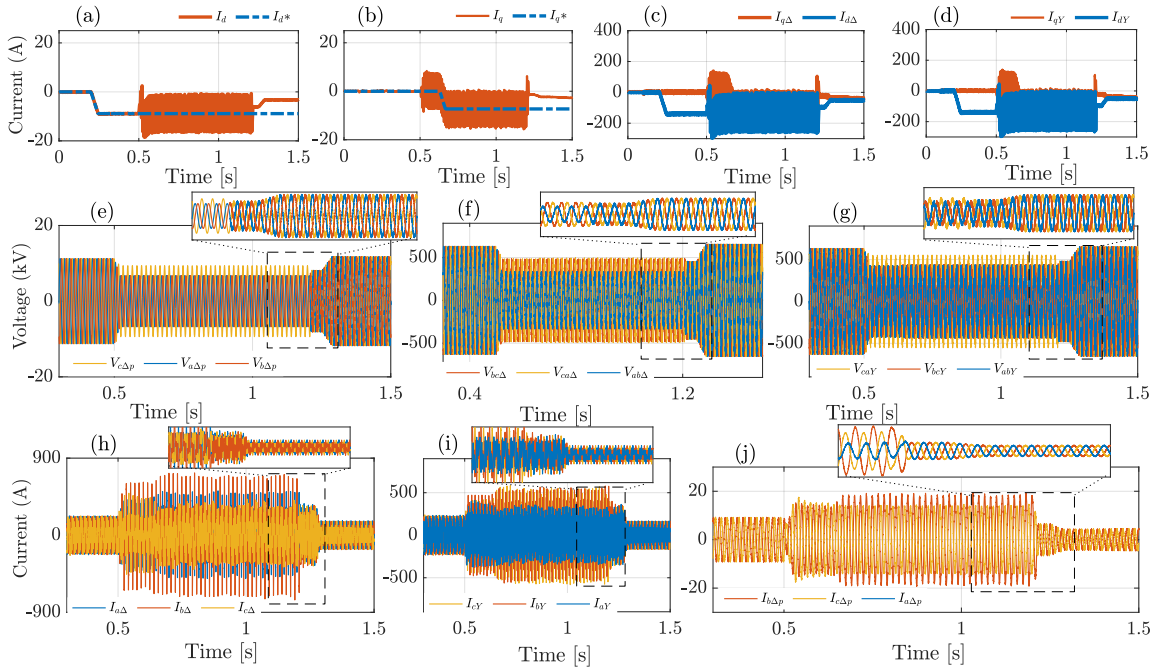 (a) I_d I_d*
(b) I_q I_q*
(c) I_qΔ I_dΔ
(d) I_qY I_dY
Current (A)
20 0 -20
0 0.5 1 1.5
Time [s]
20 0 -20
0 0.5 1 1.5
Time [s]
400 200 0 -200
0 0.5 1 1.5
Time [s]
400 200 0 -200
0 0.5 1 1.5
Time [s]
(e)
Voltage (kV)
20
0
-20
V_cΔp V_aΔp V_bΔp
0.5 1 1.5
Time [s]
(f)
500
0
-500
V_bcΔ V_caΔ V_abΔ
0.4 1.2
Time [s]
(g)
500
0
-500
V_caY V_bcY V_abY
0.5 1 1.5
Time [s]
(h)
Current (A)
900
0
-900
I_aΔ I_bΔ I_cΔ
0.5 1 1.5
Time [s]
(i)
500
0
-500
I_cY I_bY I_aY
0.5 1 1.5
Time [s]
(j)
20
0
-20
I_bΔp I_cΔp I_aΔp
0.5 1 1.5
Time [s]